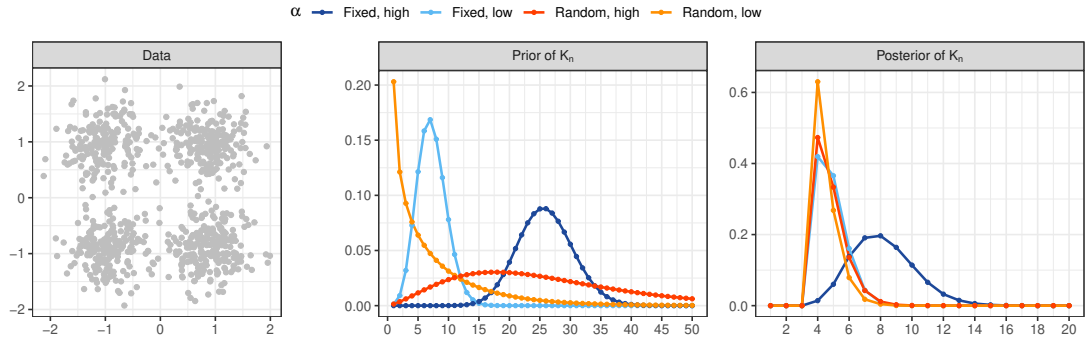 α Fixed, high Fixed, low Random, high Random, low
Data
Prior of Kₙ
Posterior of Kₙ
2
1
0
−1
−2
−2 −1 0 1 2
0.20
0.15
0.10
0.05
0.00
0 5 10 15 20 25 30 35 40 45 50
0.6
0.4
0.2
0.0
2 4 6 8 10 12 14 16 18 20